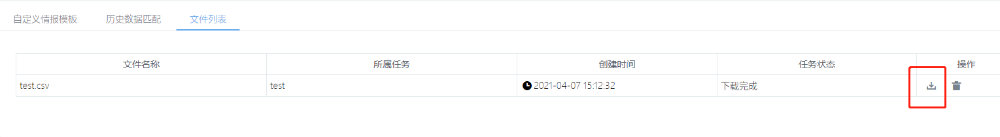 自定义情报模板 历史数据匹配 文件列表
文件名称 所属任务 创建时间 任务状态 操作
test.csv test 2021-04-07 15:12:32 下载完成